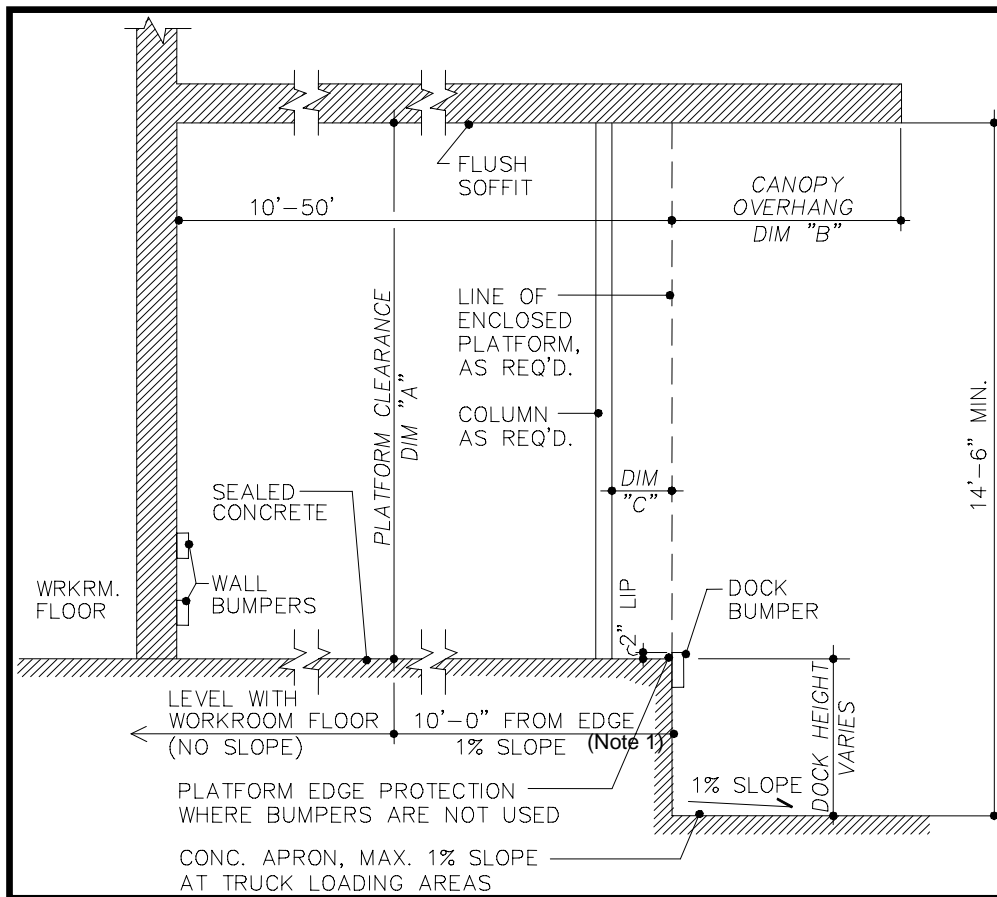 FLUSH
SOFFIT
CANOPY
OVERHANG
DIM "B"
10'-50'
PLATFORM CLEARANCE
DIM "A"
LINE OF
ENCLOSED
PLATFORM,
AS REQ'D.
COLUMN
AS REQ'D.
14'-6" MIN.
DIM
"C"
SEALED
CONCRETE
WRKRM.
FLOOR
WALL
BUMPERS
2" LIP
DOCK
BUMPER
LEVEL WITH
WORKROOM FLOOR
(NO SLOPE)
10'-0" FROM EDGE
1% SLOPE
(Note 1)
DOCK HEIGHT
VARIES
1% SLOPE
PLATFORM EDGE PROTECTION
WHERE BUMPERS ARE NOT USED
CONC. APRON, MAX. 1% SLOPE
AT TRUCK LOADING AREAS